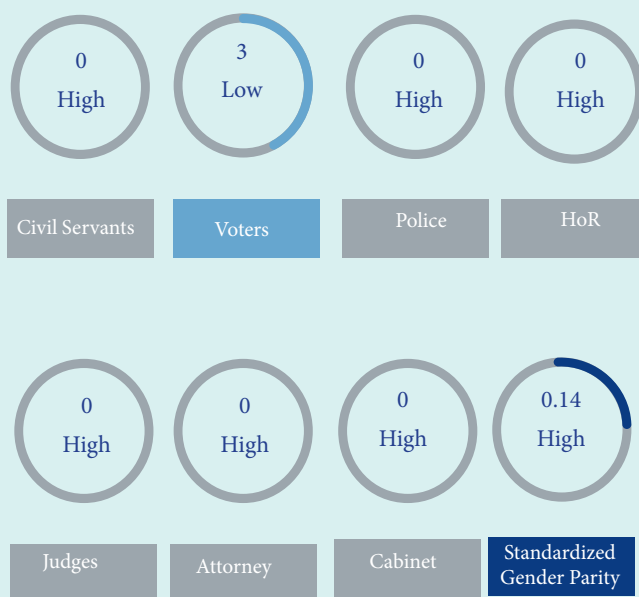 0
High
3
Low
0
High
0
High
Civil Servants
Voters
Police
HoR
0
High
0
High
0
High
0.14
High
Judges
Attorney
Cabinet
Standardized
Gender Parity